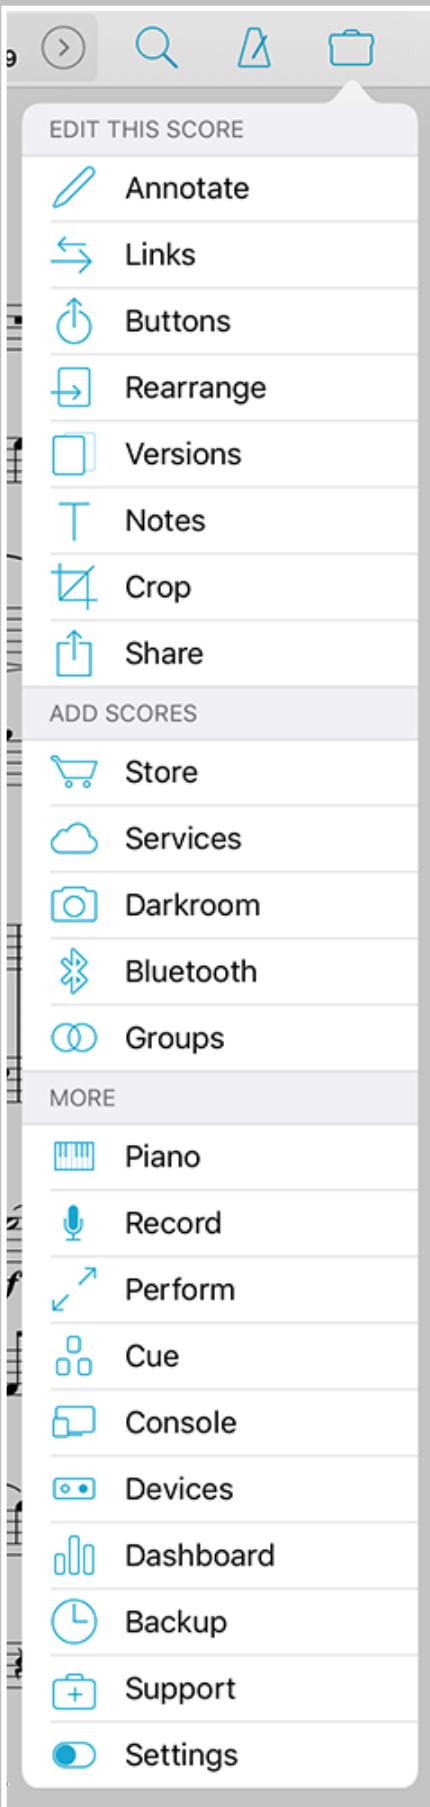 9
EDIT THIS SCORE
Annotate
Links
Buttons
Rearrange
Versions
Notes
Crop
Share
ADD SCORES
Store
Services
Darkroom
Bluetooth
Groups
MORE
Piano
Record
Perform
Cue
Console
Devices
Dashboard
Backup
Support
Settings